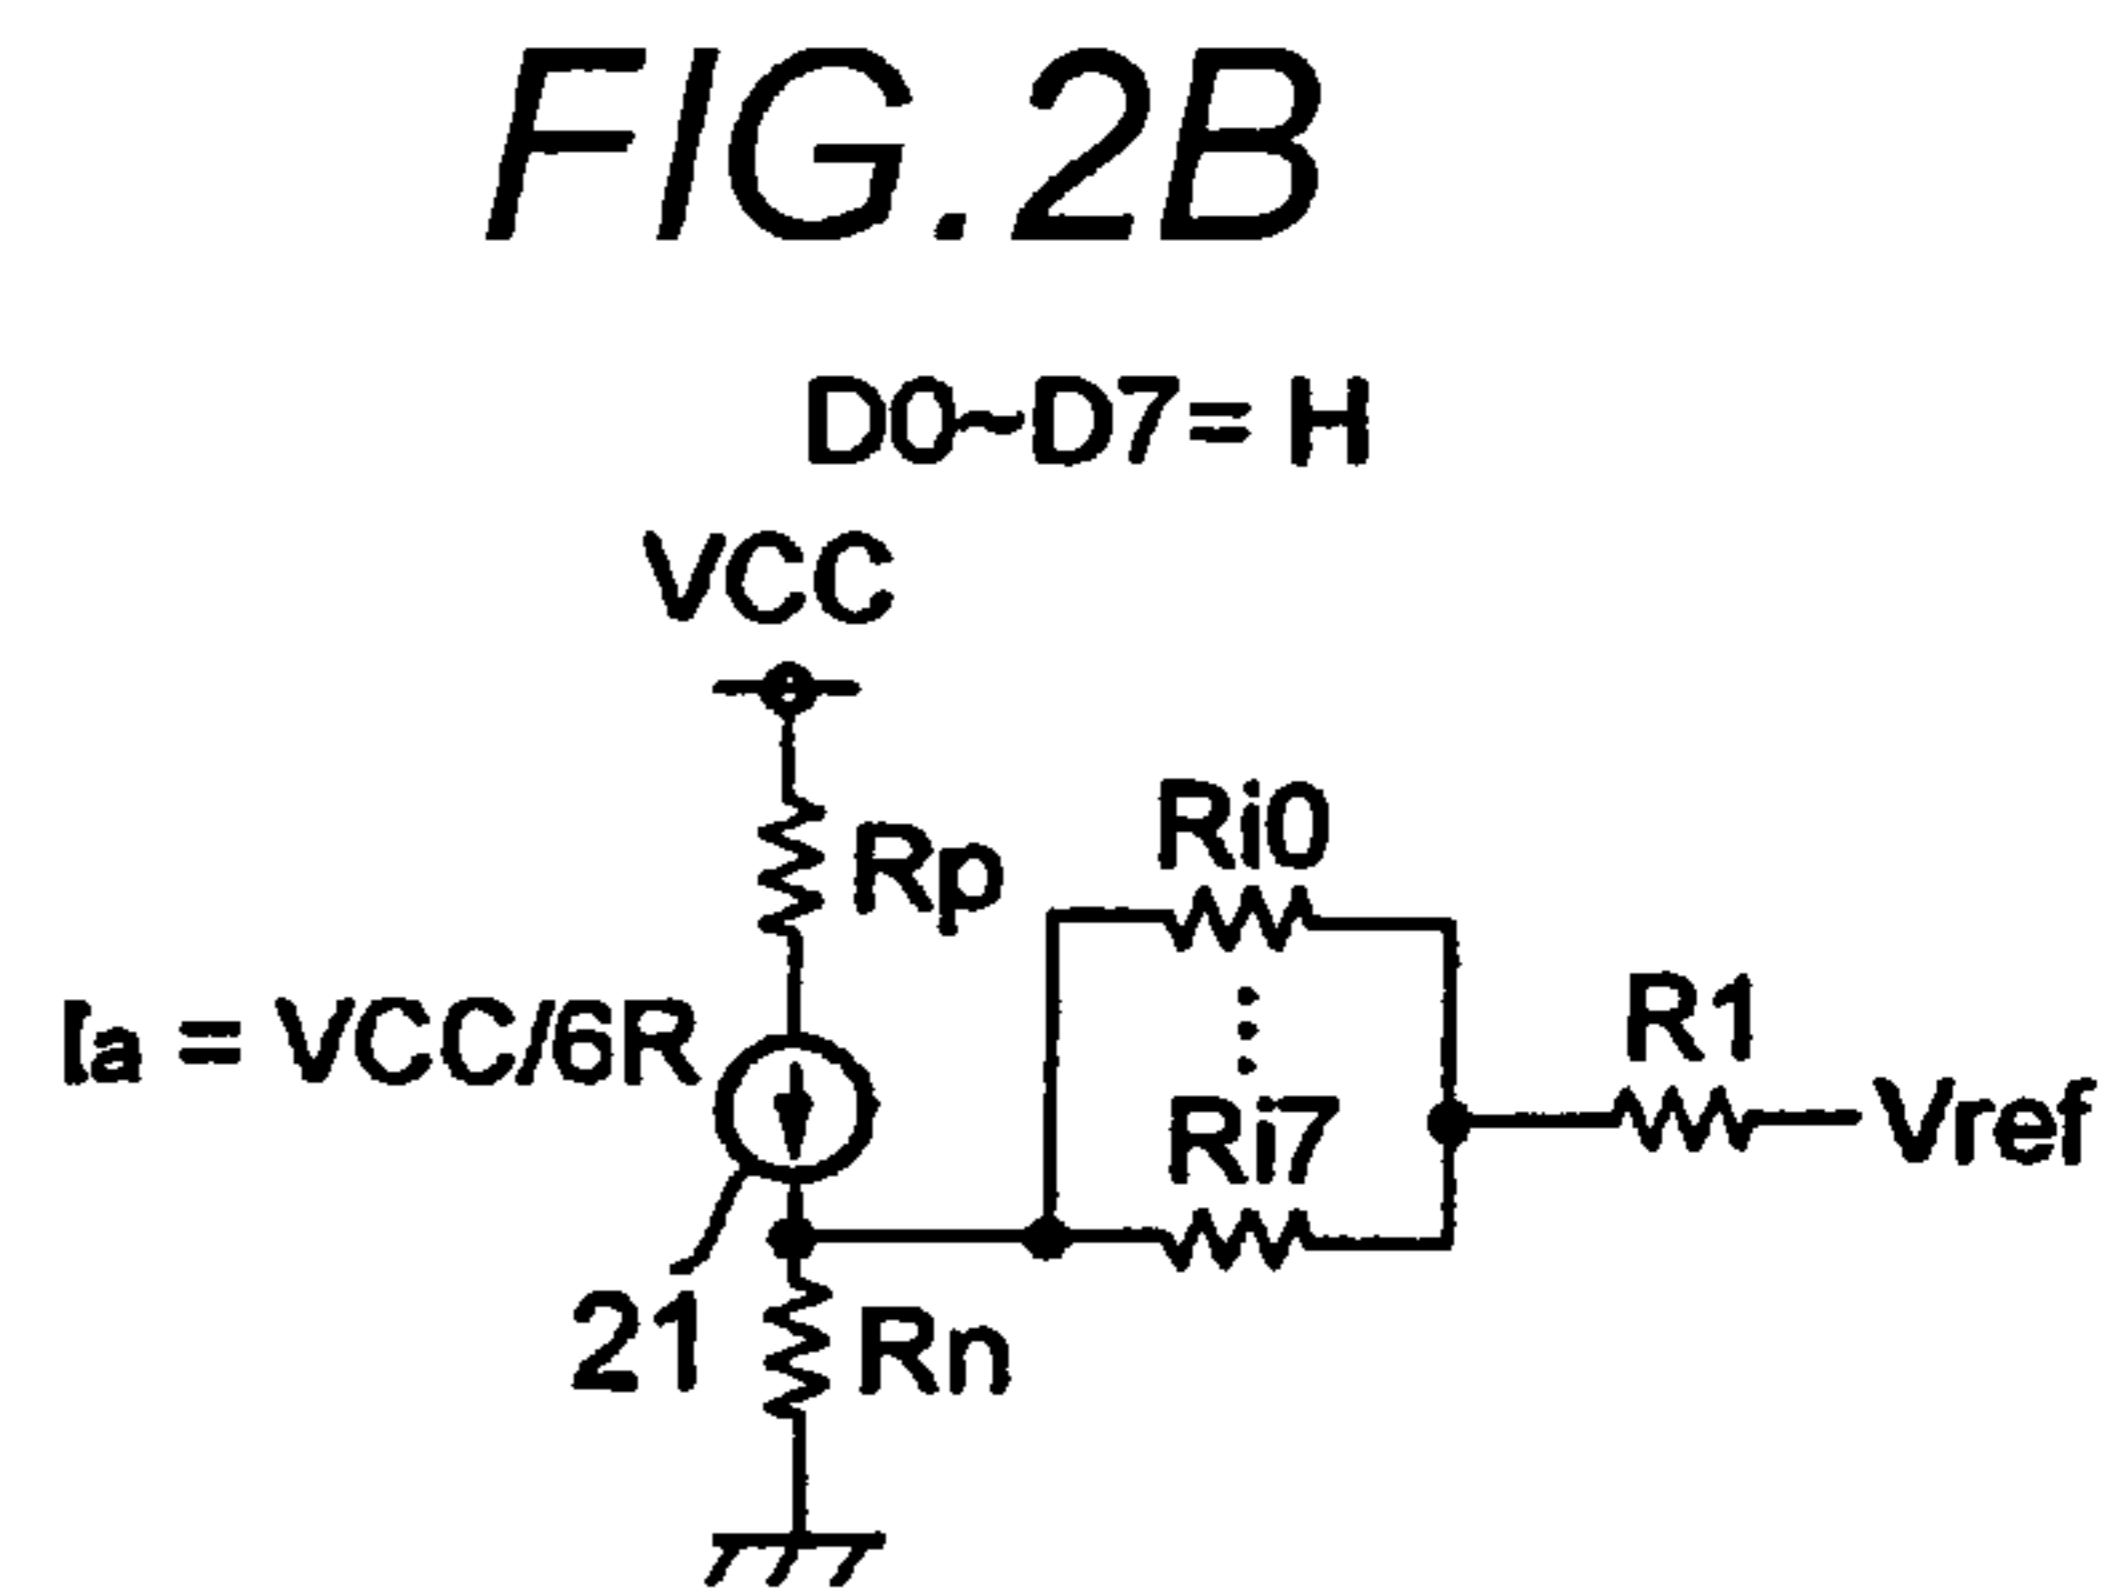 FIG.2B
D0~D7= H
VCC
Rp
Ri0
Ia = VCC/6R
R1
Ri7
Vref
21
Rn